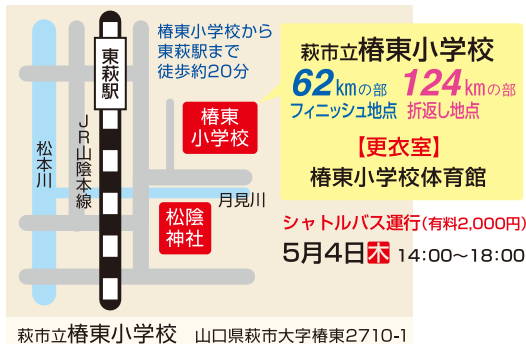 椿東小学校から
東萩駅まで
徒歩約20分
東萩駅
椿東
小学校
松本川
JR山陰本線
月見川
松陰
神社
萩市立椿東小学校
62kmの部 124kmの部
フィニッシュ地点 折返し地点
【更衣室】
椿東小学校体育館
シャトルバス運行(有料2,000円)
5月4日木 14:00〜18:00
萩市立椿東小学校 山口県萩市大字椿東2710-1